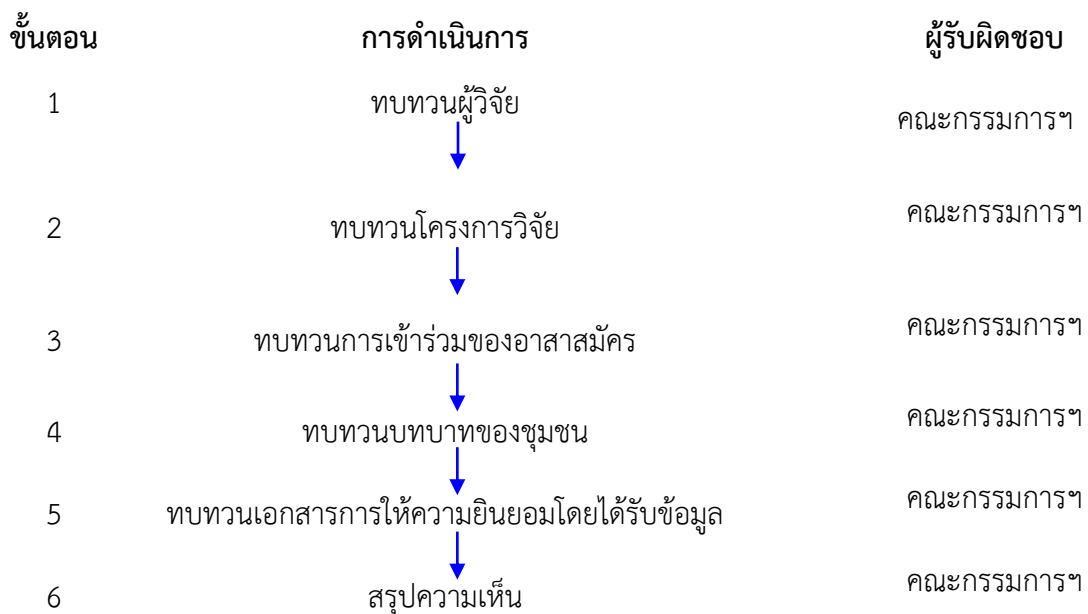 ขั้นตอน การดำเนินการ ผู้รับผิดชอบ
1 ทบทวนผู้วิจัย คณะกรรมการฯ
2 ทบทวนโครงการวิจัย คณะกรรมการฯ
3 ทบทวนการเข้าร่วมของอาสาสมัคร คณะกรรมการฯ
4 ทบทวนบทบาทของชุมชน คณะกรรมการฯ
5 ทบทวนเอกสารการให้ความยินยอมโดยได้รับข้อมูล คณะกรรมการฯ
6 สรุปความเห็น คณะกรรมการฯ